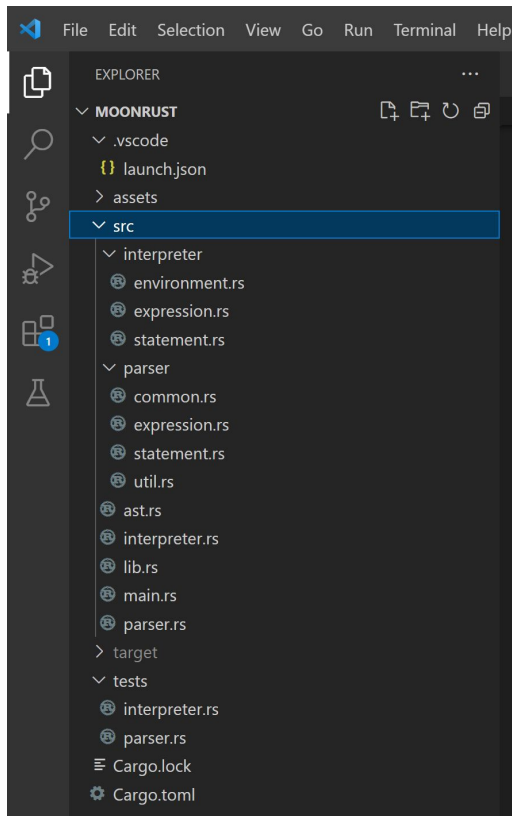 File Edit Selection View Go Run Terminal Help
EXPLORER
MOONRUST
.vscode
{} launch.json
assets
src
interpreter
environment.rs
expression.rs
statement.rs
parser
common.rs
expression.rs
statement.rs
util.rs
ast.rs
interpreter.rs
lib.rs
main.rs
parser.rs
target
tests
interpreter.rs
parser.rs
Cargo.lock
Cargo.toml
1